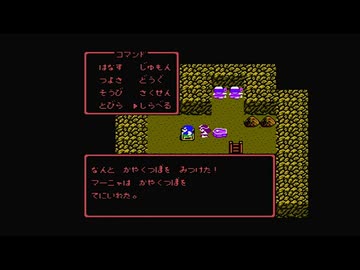 コマンド
はなす　じゅもん
つよさ　どうぐ
そうび　さくせん
とびら　▶しらべる
なんと　かやくつぼを　みつけた！
フーニャは　かやくつぼを
てにいれた。